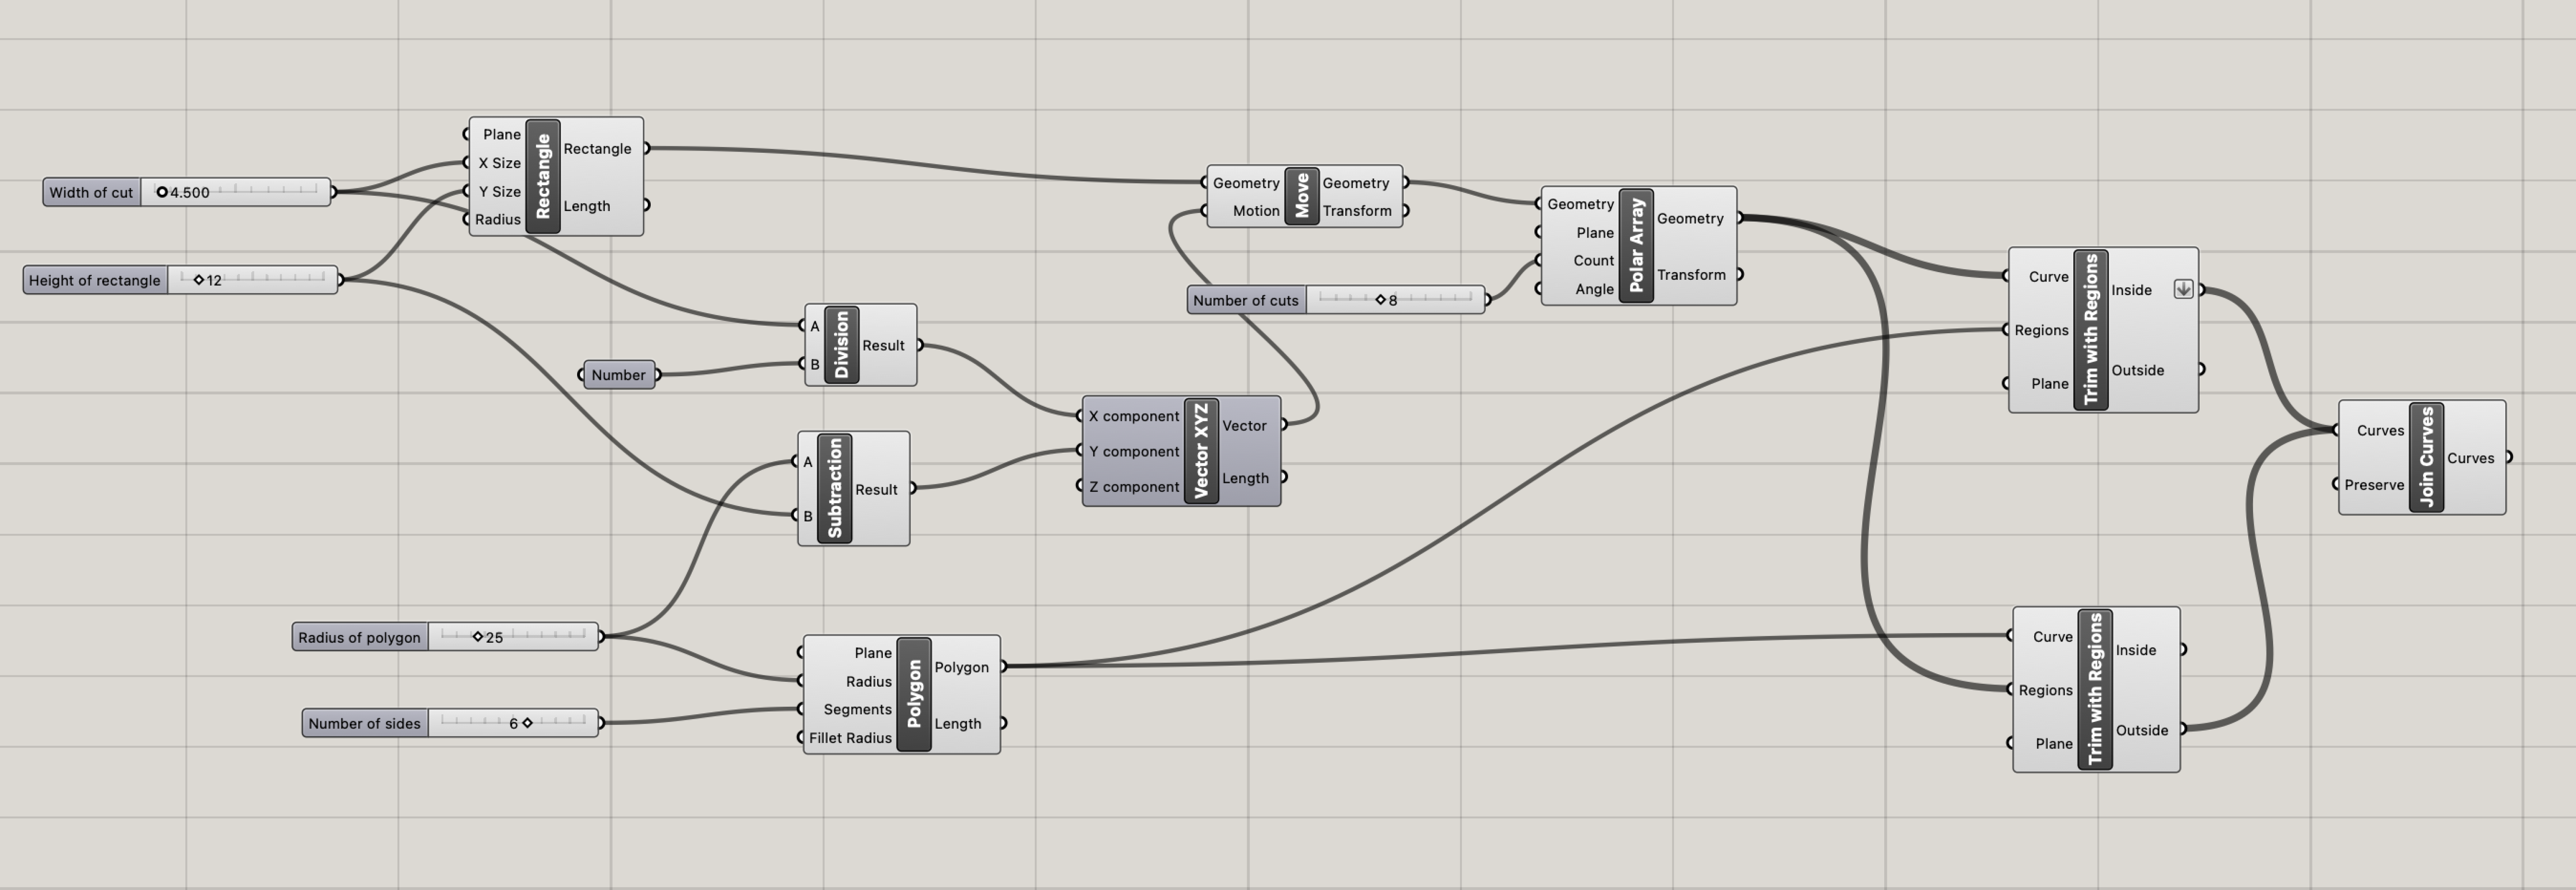 Width of cut
4.500
Height of rectangle
12
Plane
X Size
Y Size
Radius
Rectangle
Rectangle
Length
Number
A
B
Division
Result
A
B
Subtraction
Result
Radius of polygon
25
Number of sides
6
Plane
Radius
Segments
Fillet Radius
Polygon
Polygon
Length
X component
Y component
Z component
Vector XYZ
Vector
Length
Geometry
Motion
Move
Geometry
Transform
Number of cuts
8
Geometry
Plane
Count
Angle
Polar Array
Geometry
Transform
Curve
Regions
Plane
Trim with Regions
Inside
Outside
Curve
Regions
Plane
Trim with Regions
Inside
Outside
Curves
Preserve
Join Curves
Curves